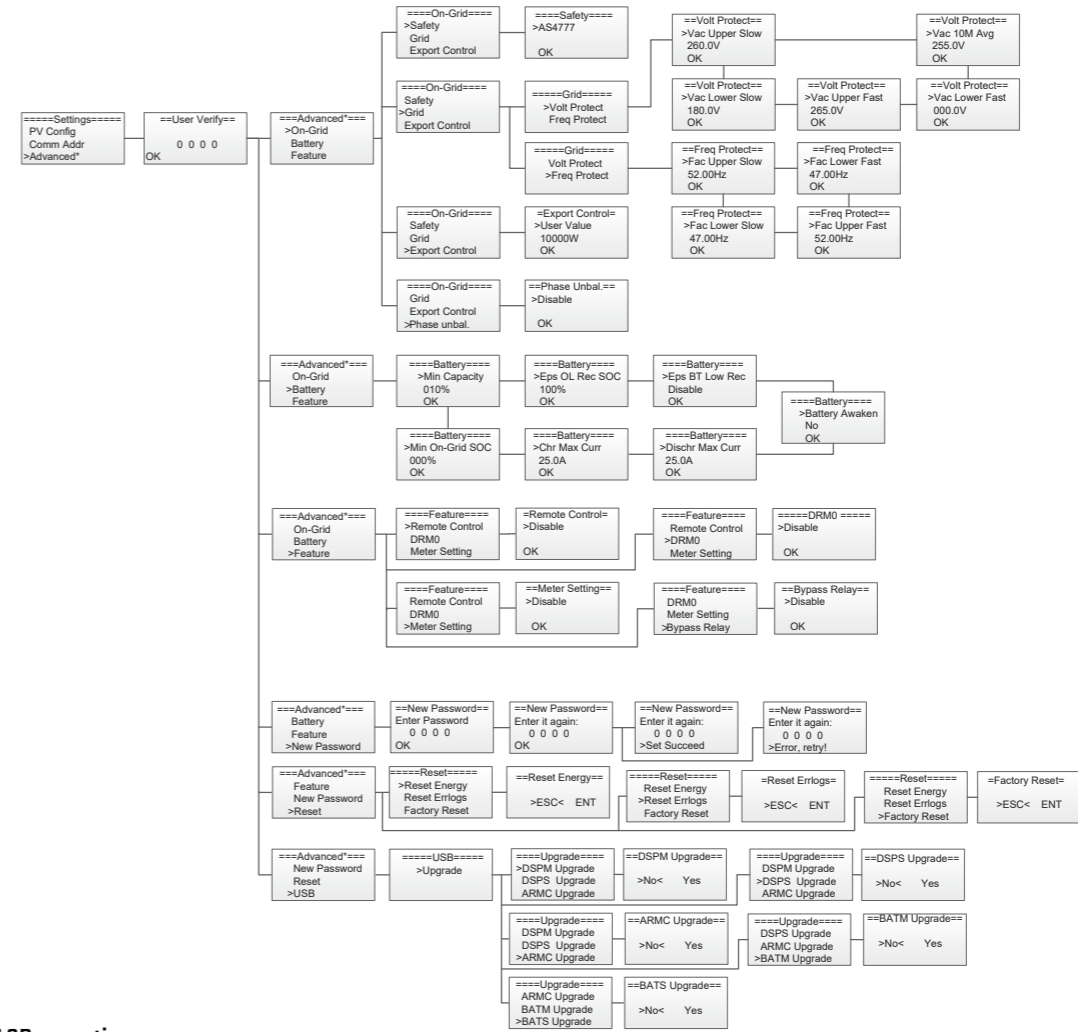 =====Settings=====
PV Config
Comm Addr
>Advanced*
==User Verify==
0 0 0 0
OK
===Advanced*===
>On-Grid
Battery
Feature
====On-Grid====
>Safety
Grid
Export Control
====Safety====
>AS4777
OK
====On-Grid====
Safety
>Grid
Export Control
=====Grid=====
>Volt Protect
Freq Protect
==Volt Protect==
>Vac Upper Slow
260.0V
OK
==Volt Protect==
>Vac 10M Avg
255.0V
OK
==Volt Protect==
>Vac Lower Slow
180.0V
OK
==Volt Protect==
>Vac Upper Fast
265.0V
OK
==Volt Protect==
>Vac Lower Fast
000.0V
OK
=====Grid=====
Volt Protect
>Freq Protect
==Freq Protect==
>Fac Upper Slow
52.00Hz
OK
==Freq Protect==
>Fac Lower Fast
47.00Hz
OK
==Freq Protect==
>Fac Lower Slow
47.00Hz
OK
==Freq Protect==
>Fac Upper Fast
52.00Hz
OK
====On-Grid====
Safety
Grid
>Export Control
=Export Control=
>User Value
10000W
OK
====On-Grid====
Grid
Export Control
>Phase unbal.
==Phase Unbal.==
>Disable
OK
===Advanced*===
On-Grid
>Battery
Feature
====Battery====
>Min Capacity
010%
OK
====Battery====
>Eps OL Rec SOC
100%
OK
====Battery====
>Eps BT Low Rec
Disable
OK
====Battery====
>Battery Awaken
No
OK
====Battery====
>Min On-Grid SOC
000%
OK
====Battery====
>Chr Max Curr
25.0A
OK
====Battery====
>Dischr Max Curr
25.0A
OK
===Advanced*===
On-Grid
Battery
>Feature
====Feature====
>Remote Control
DRM0
Meter Setting
=Remote Control=
>Disable
OK
====Feature====
Remote Control
>DRM0
Meter Setting
=====DRM0 =====
>Disable
OK
====Feature====
Remote Control
DRM0
>Meter Setting
==Meter Setting==
>Disable
OK
====Feature====
DRM0
Meter Setting
>Bypass Relay
==Bypass Relay==
>Disable
OK
===Advanced*===
Battery
Feature
>New Password
==New Password==
Enter Password
0 0 0 0
OK
==New Password==
Enter it again:
0 0 0 0
OK
==New Password==
Enter it again:
0 0 0 0
>Set Succeed
==New Password==
Enter it again:
0 0 0 0
>Error, retry!
===Advanced*===
Feature
New Password
>Reset
=====Reset=====
>Reset Energy
Reset Errlogs
Factory Reset
==Reset Energy==
>ESC< ENT
=====Reset=====
Reset Energy
>Reset Errlogs
Factory Reset
=Reset Errlogs=
>ESC< ENT
=====Reset=====
Reset Energy
Reset Errlogs
>Factory Reset
=Factory Reset=
>ESC< ENT
===Advanced*===
New Password
Reset
>USB
=====USB=====
>Upgrade
====Upgrade====
>DSPM Upgrade
DSPS Upgrade
ARMC Upgrade
==DSPM Upgrade==
>No< Yes
====Upgrade====
DSPM Upgrade
>DSPS Upgrade
ARMC Upgrade
==DSPS Upgrade==
>No< Yes
====Upgrade====
DSPM Upgrade
DSPS Upgrade
>ARMC Upgrade
==ARMC Upgrade==
>No< Yes
====Upgrade====
DSPS Upgrade
ARMC Upgrade
>BATM Upgrade
==BATM Upgrade==
>No< Yes
====Upgrade====
ARMC Upgrade
BATM Upgrade
>BATS Upgrade
==BATS Upgrade==
>No< Yes